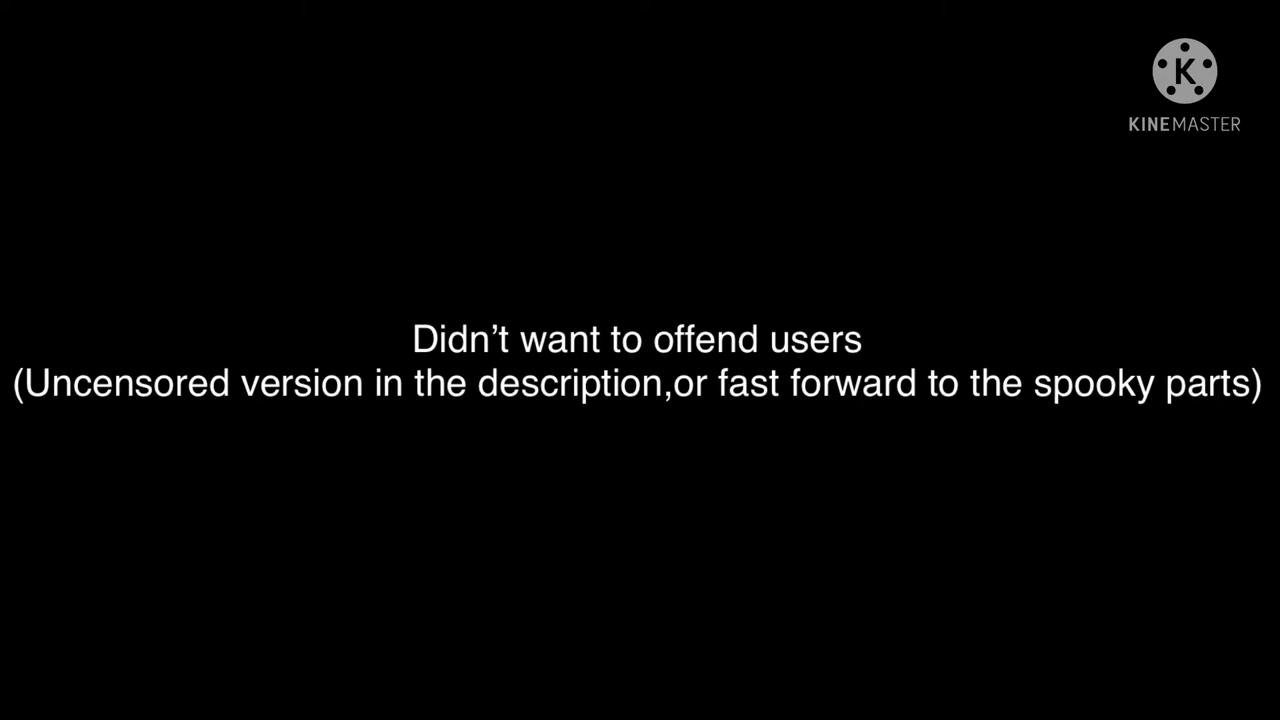 K
KINEMASTER
Didn't want to offend users
(Uncensored version in the description,or fast forward to the spooky parts)